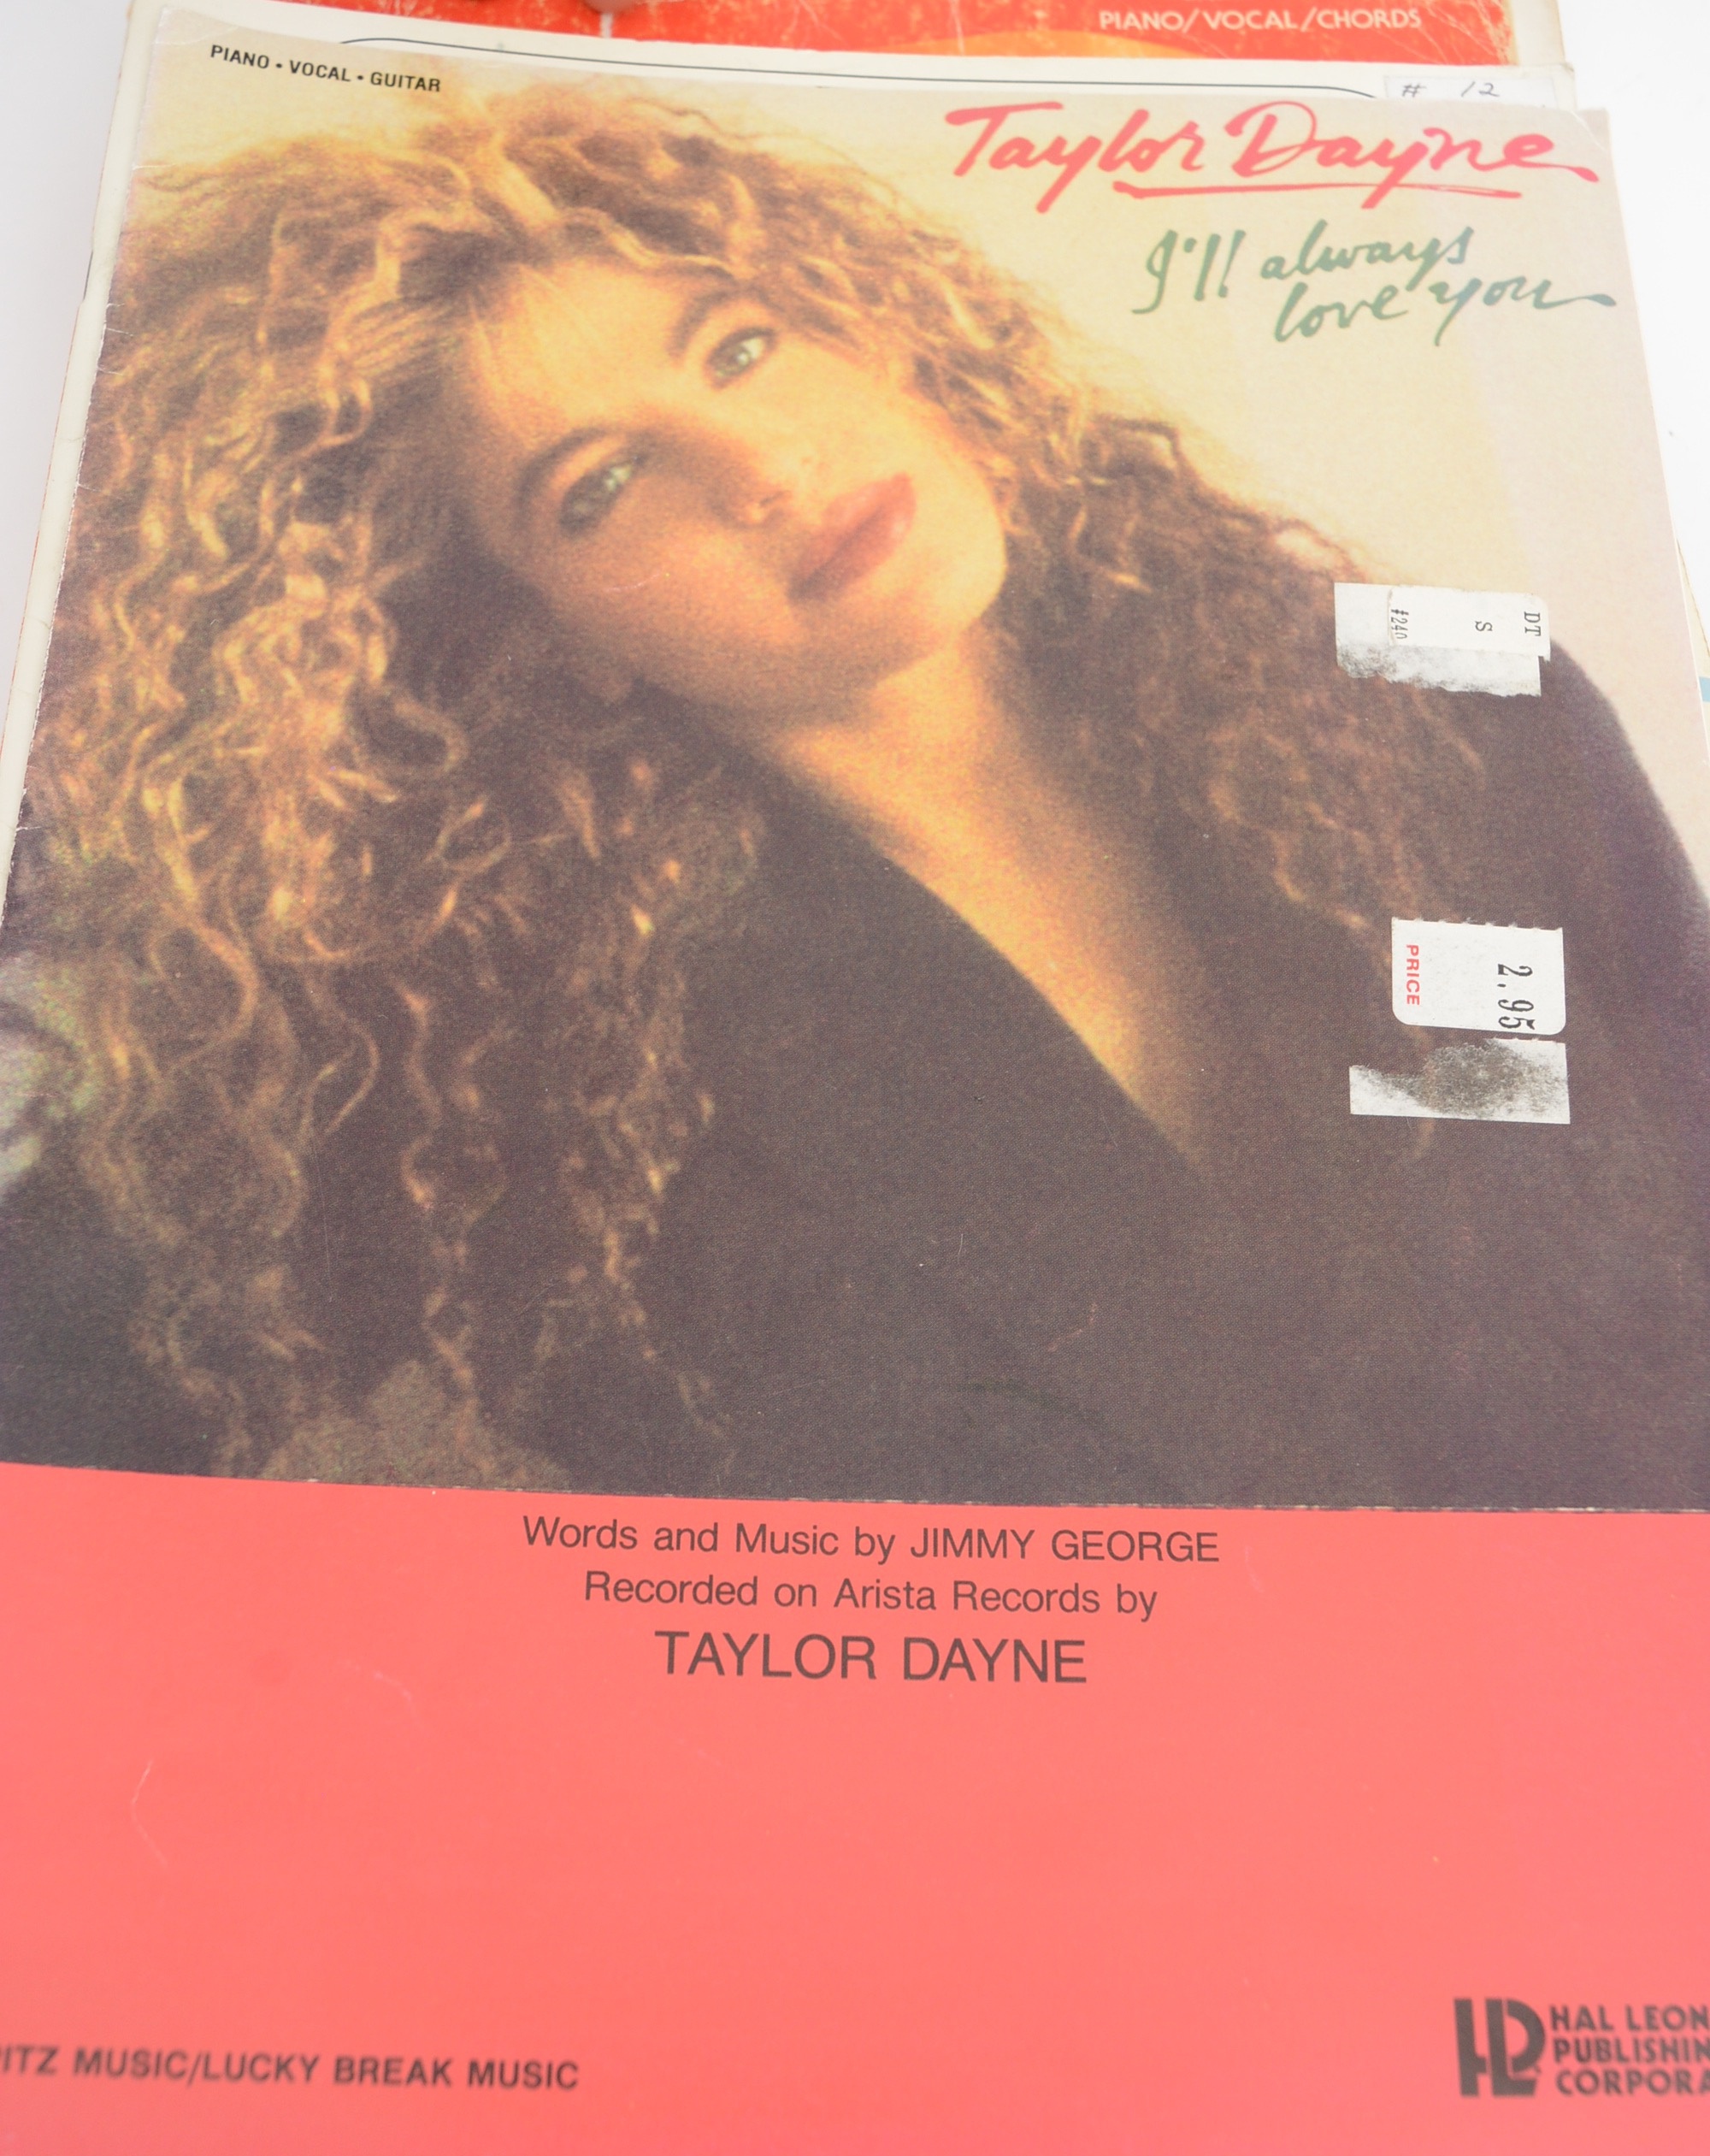 PIANO/VOCAL/CHORDS
# 12
PIANO • VOCAL • GUITAR
Taylor Dayne
I'll always
love you
DT
S
PRICE
2.95
Words and Music by JIMMY GEORGE
Recorded on Arista Records by
TAYLOR DAYNE
ITZ MUSIC/LUCKY BREAK MUSIC
HL
HAL LEON
PUBLISHIN
CORPORA